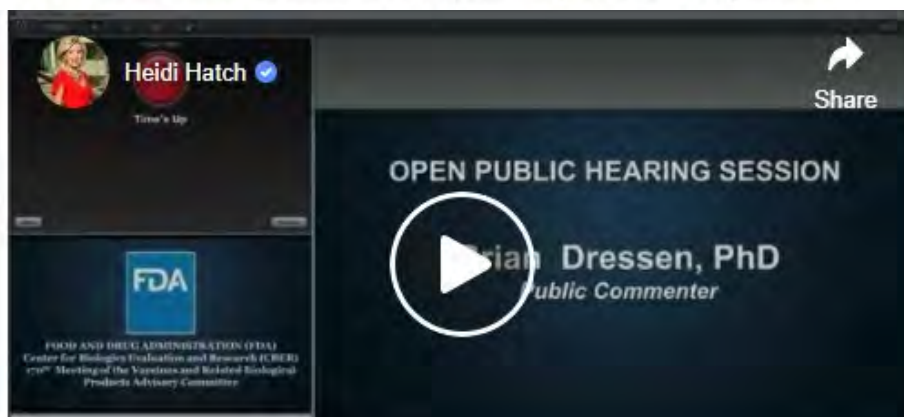 Heidi Hatch
Share
Time's Up
OPEN PUBLIC HEARING SESSION
Dressen, PhD
Public Commenter
FDA
FOOD AND DRUG ADMINISTRATION (FDA)
Center for Biologics Evaluation and Research (CBER)
170th Meeting of the Vaccines and Related Biological
Products Advisory Committee